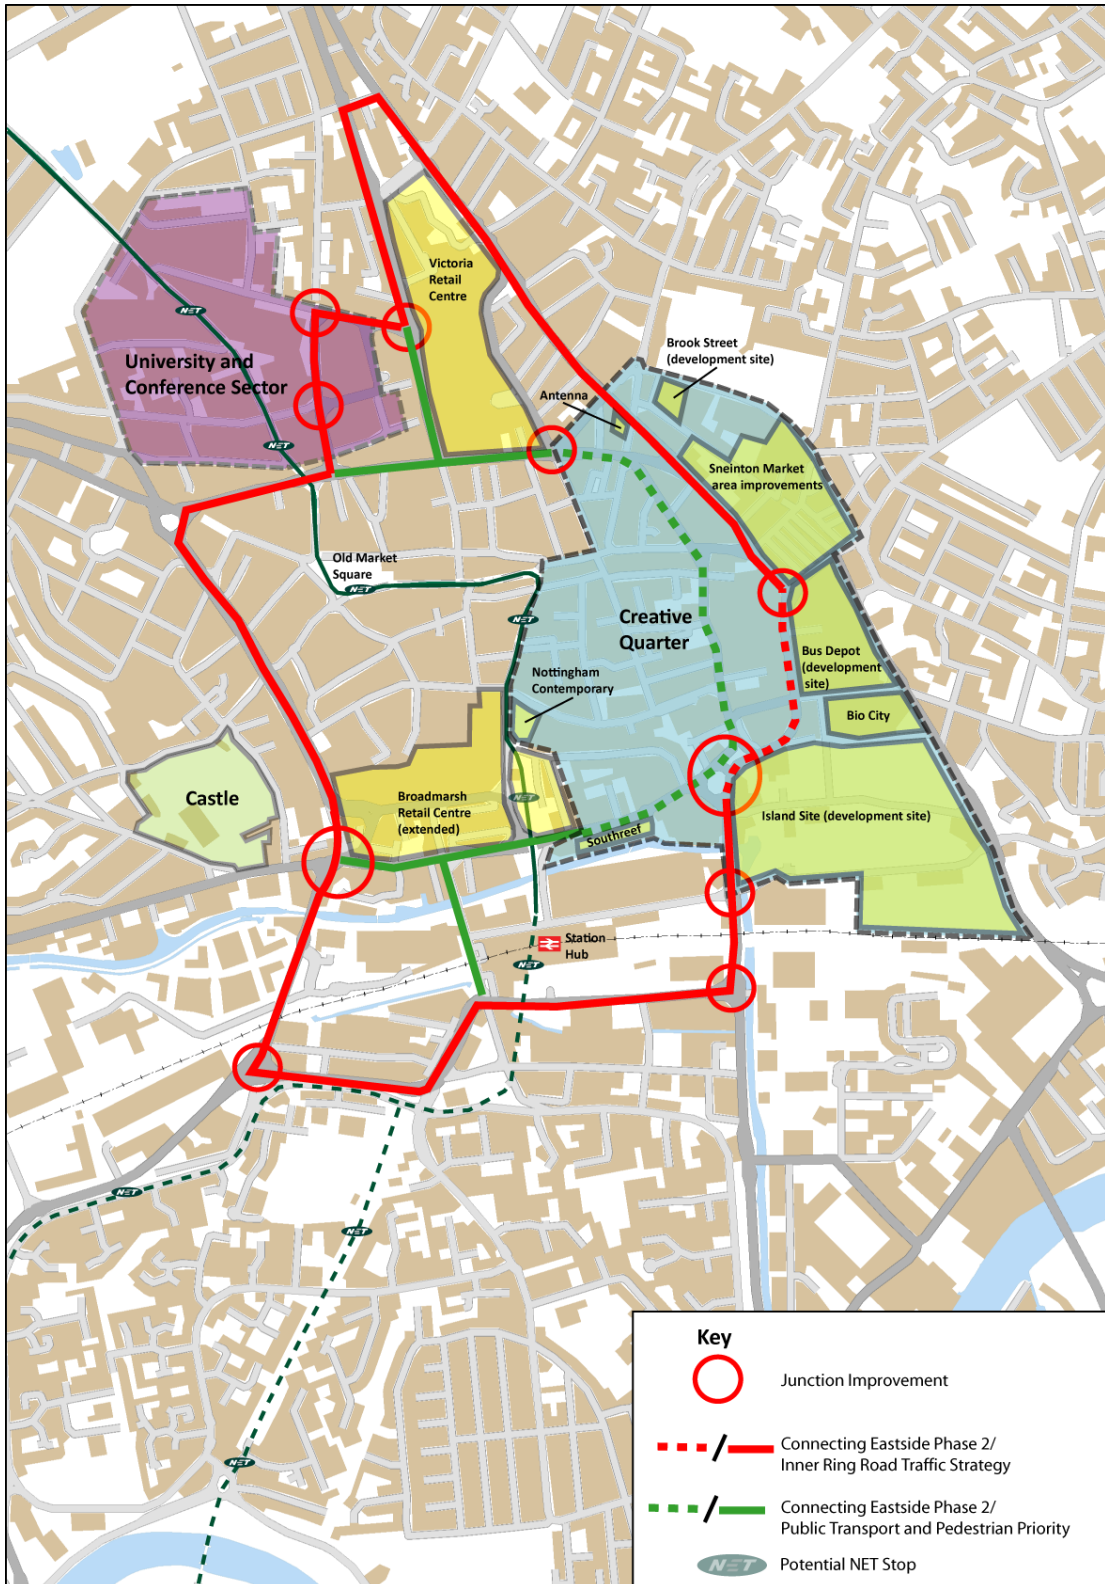 Victoria
Retail
Centre
NET
University and
Conference Sector
Brook Street
(development site)
Antenna
NET
Sneinton Market
area improvements
Old Market
Square
NET
NET
Creative
Quarter
Nottingham
Contemporary
Bus Depot
(development
site)
Bio City
Castle
Broadmarsh
Retail Centre
(extended)
NET
Southreef
Island Site (development site)
Station
Hub
NET
NET
NET
NET
Key
Junction Improvement
Connecting Eastside Phase 2/
Inner Ring Road Traffic Strategy
Connecting Eastside Phase 2/
Public Transport and Pedestrian Priority
NET
Potential NET Stop